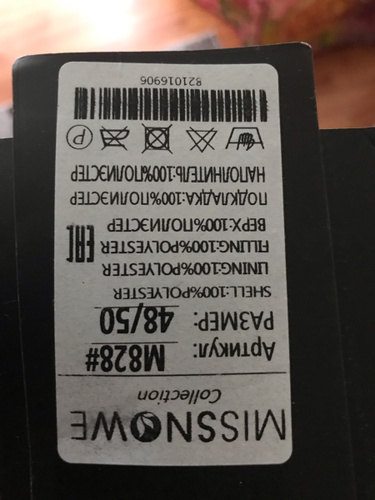 MISSNOWE
Collection
Артикул: M828#
РАЗМЕР: 48/50
SHELL:100%POLYESTER
LINING:100%POLYESTER
FILLING:100%POLYESTER
ВЕРХ:100%ПОЛИЭСТЕР
ПОДКЛАДКА:100%ПОЛИЭСТЕР
НАПОЛНИТЕЛЬ:100%ПОЛИЭСТЕР
EAC
P
821016906